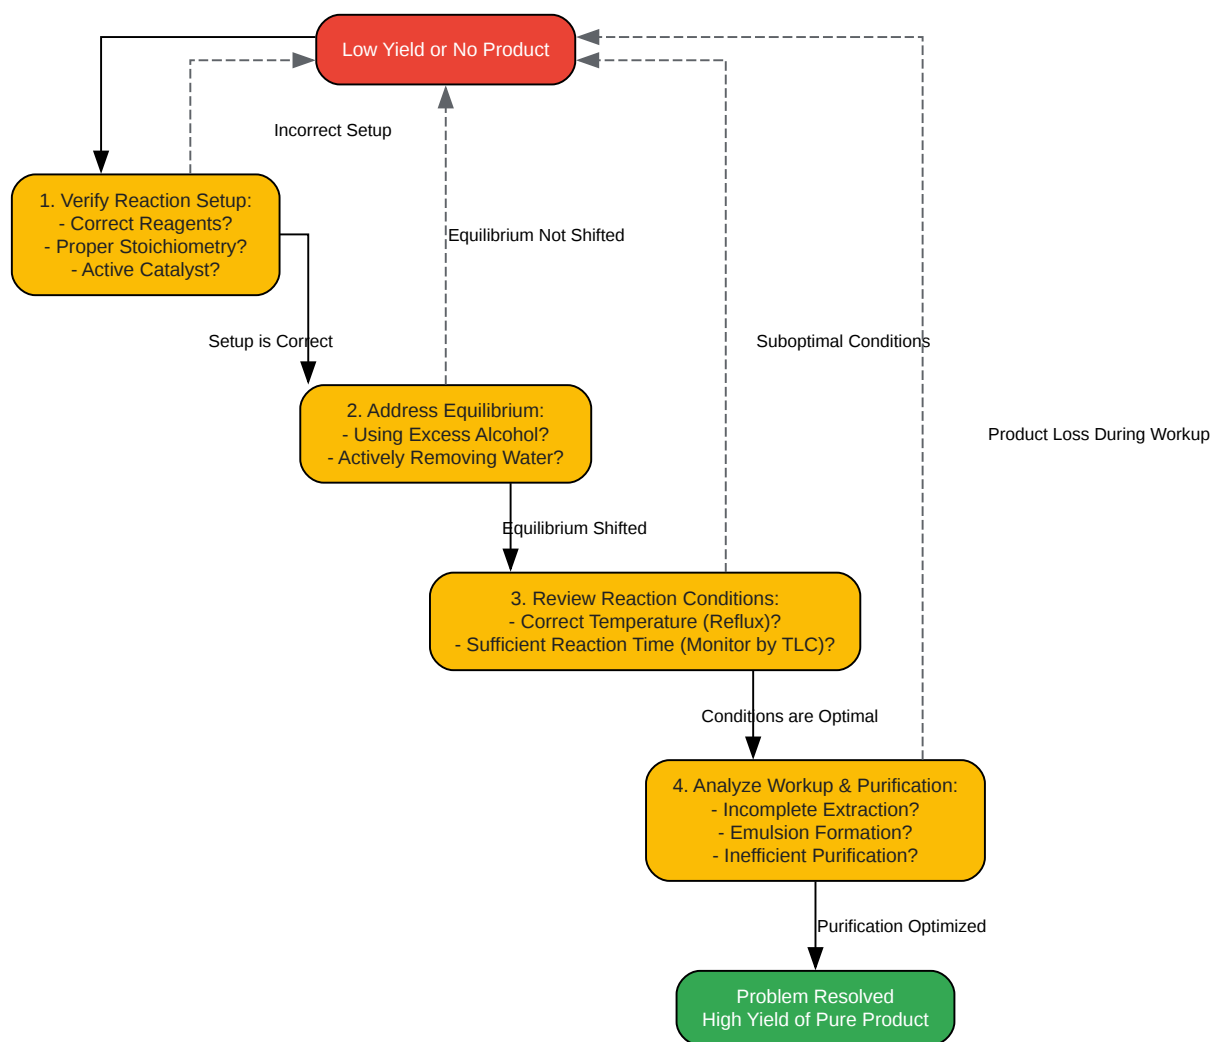 Low Yield or No Product
Incorrect Setup
1. Verify Reaction Setup:
- Correct Reagents?
- Proper Stoichiometry?
- Active Catalyst?
Equilibrium Not Shifted
Setup is Correct
Suboptimal Conditions
2. Address Equilibrium:
- Using Excess Alcohol?
- Actively Removing Water?
Product Loss During Workup
Equilibrium Shifted
3. Review Reaction Conditions:
- Correct Temperature (Reflux)?
- Sufficient Reaction Time (Monitor by TLC)?
Conditions are Optimal
4. Analyze Workup & Purification:
- Incomplete Extraction?
- Emulsion Formation?
- Inefficient Purification?
Purification Optimized
Problem Resolved
High Yield of Pure Product